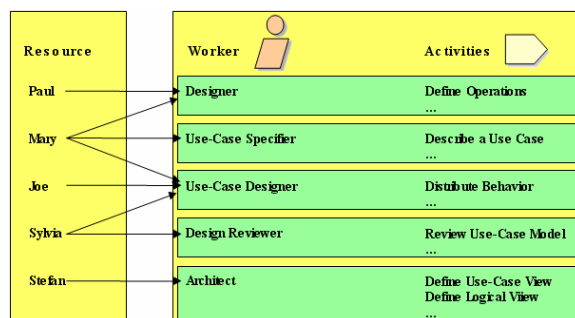 Resource Worker Activities
Paul Designer Define Operations
...
Mary Use-Case Specifier Describe a Use Case
...
Joe Use-Case Designer Distribute Behavior
...
Sylvia Design Reviewer Review Use-Case Model
...
Stefan Architect Define Use-Case View
Define Logical Viiew
...